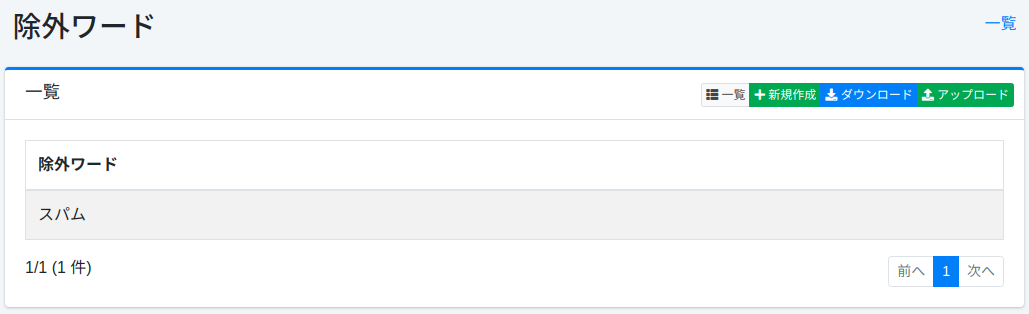 除外ワード
一覧
一覧
一覧 新規作成 ダウンロード アップロード
除外ワード
スパム
1/1 (1 件)
前へ 1 次へ